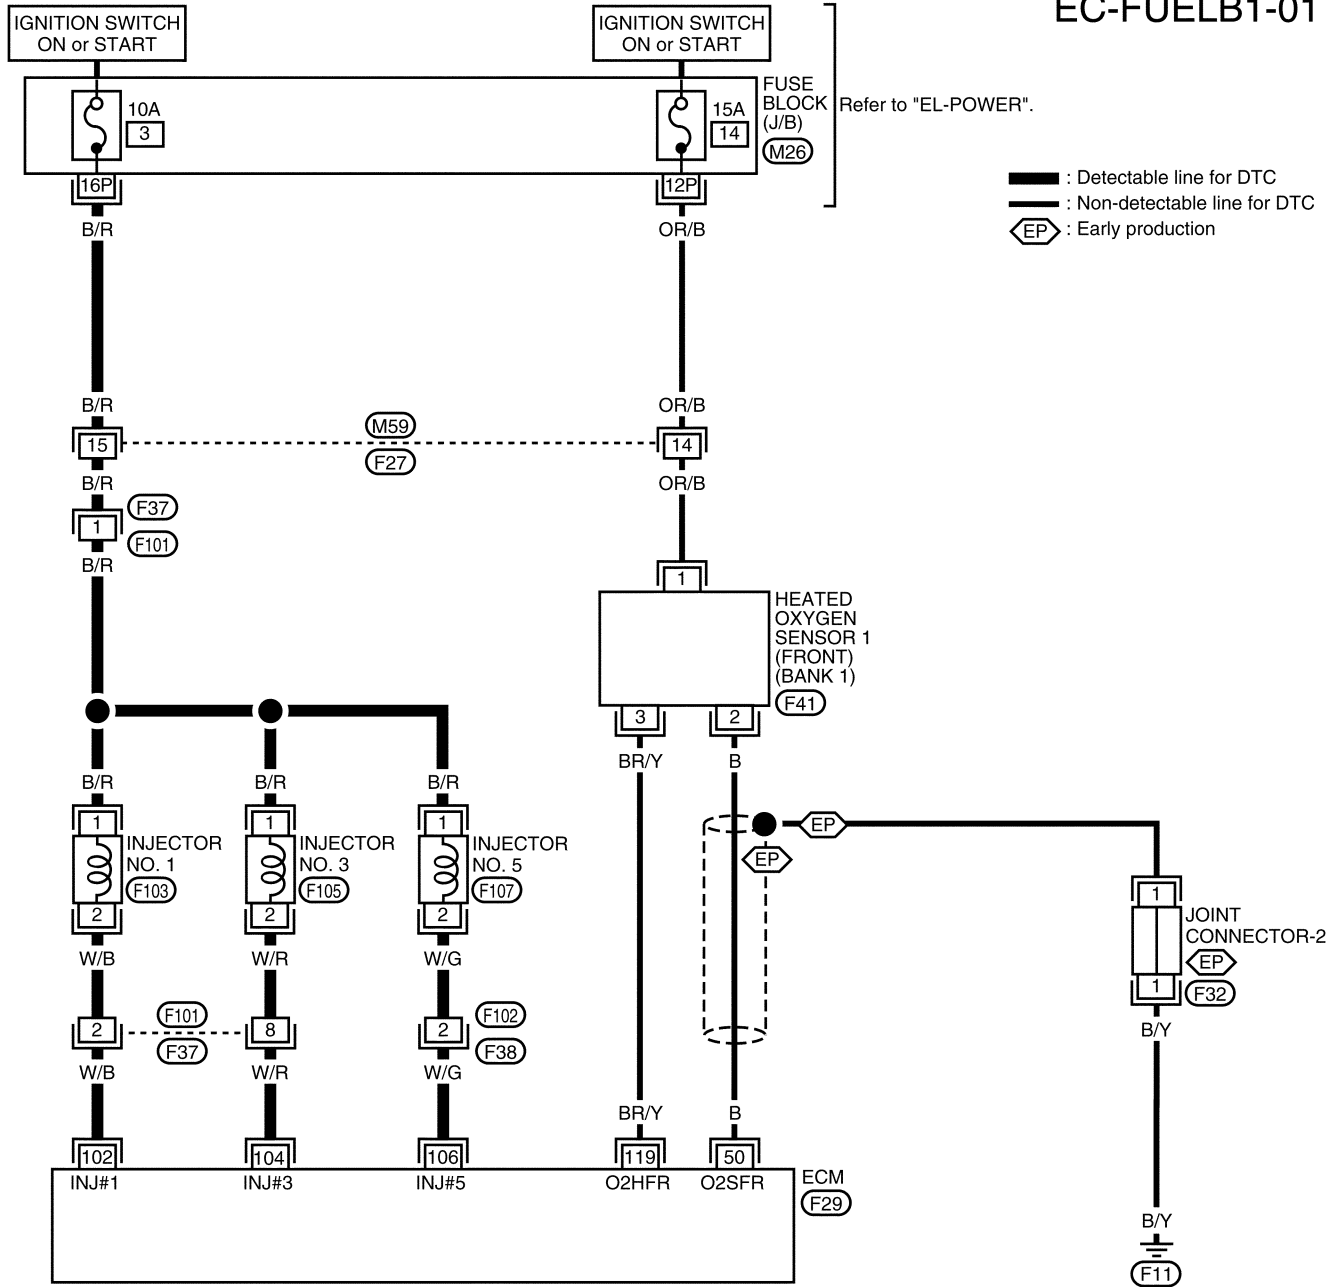 EC-FUELB1-01
IGNITION SWITCH
ON or START
IGNITION SWITCH
ON or START
10A
3
15A
14
FUSE
BLOCK
(J/B)
M26
Refer to "EL-POWER".
16P
12P
: Detectable line for DTC
: Non-detectable line for DTC
EP : Early production
B/R
OR/B
B/R
OR/B
M59
15
14
F27
B/R
OR/B
F37
1
F101
B/R
1
HEATED
OXYGEN
SENSOR 1
(FRONT)
(BANK 1)
F41
3
2
BR/Y
B
B/R
B/R
B/R
1
1
1
EP
INJECTOR
NO. 1
F103
INJECTOR
NO. 3
F105
INJECTOR
NO. 5
F107
EP
2
2
2
1
JOINT
CONNECTOR-2
EP
1
F32
W/B
W/R
W/G
F101
F102
2
8
2
F37
F38
B/Y
W/B
W/R
W/G
BR/Y
B
102
104
106
119
50
INJ#1
INJ#3
INJ#5
O2HFR
O2SFR
ECM
F29
B/Y
F11